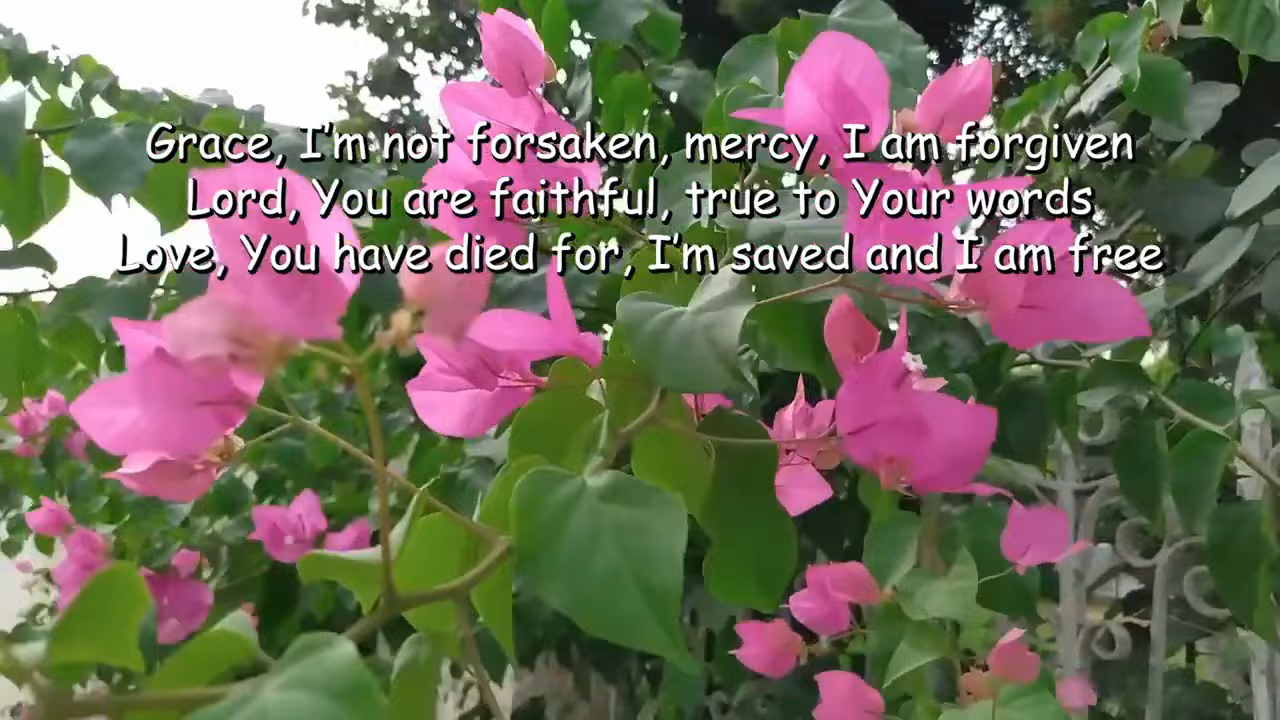 Grace, I'm not forsaken, mercy, I am forgiven
Lord, You are faithful, true to Your words
Love, You have died for, I'm saved and I am free